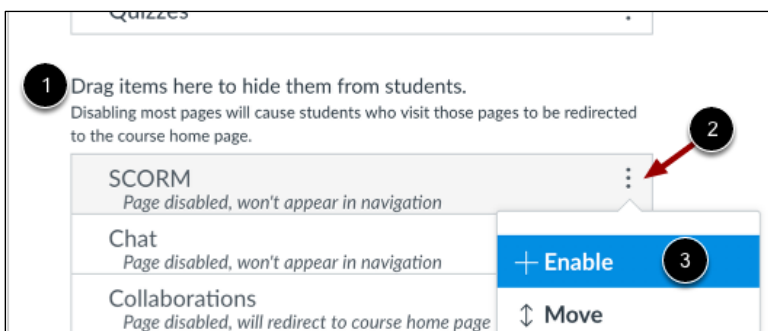 Quizzes
1 Drag items here to hide them from students.
Disabling most pages will cause students who visit those pages to be redirected
to the course home page.
2
SCORM
Page disabled, won't appear in navigation
Chat
Page disabled, won't appear in navigation
Enable 3
Collaborations
Page disabled, will redirect to course home page
Move